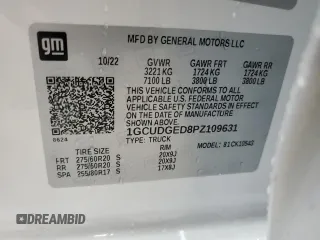 gm
MFD BY GENERAL MOTORS LLC
10/22 GVWR GAWR FRT GAWR RR
3221 KG 1724 KG 1724 KG
7100 LB 3800 LB 3800 LB
THIS VEHICLE CONFORMS TO ALL APPLICABLE
U.S. FEDERAL MOTOR VEHICLE SAFETY
STANDARDS IN EFFECT ON THE DATE OF
MANUFACTURE SHOWN ABOVE.
1GCUDGED8PZ109631
8624 TYPE: TRUCK MODEL:
RIM
FRT 275/60R20 S 20X9J
RR 275/60R20 S 20X9J
SPA 255/80R17 S 17X8J
DREAMBID